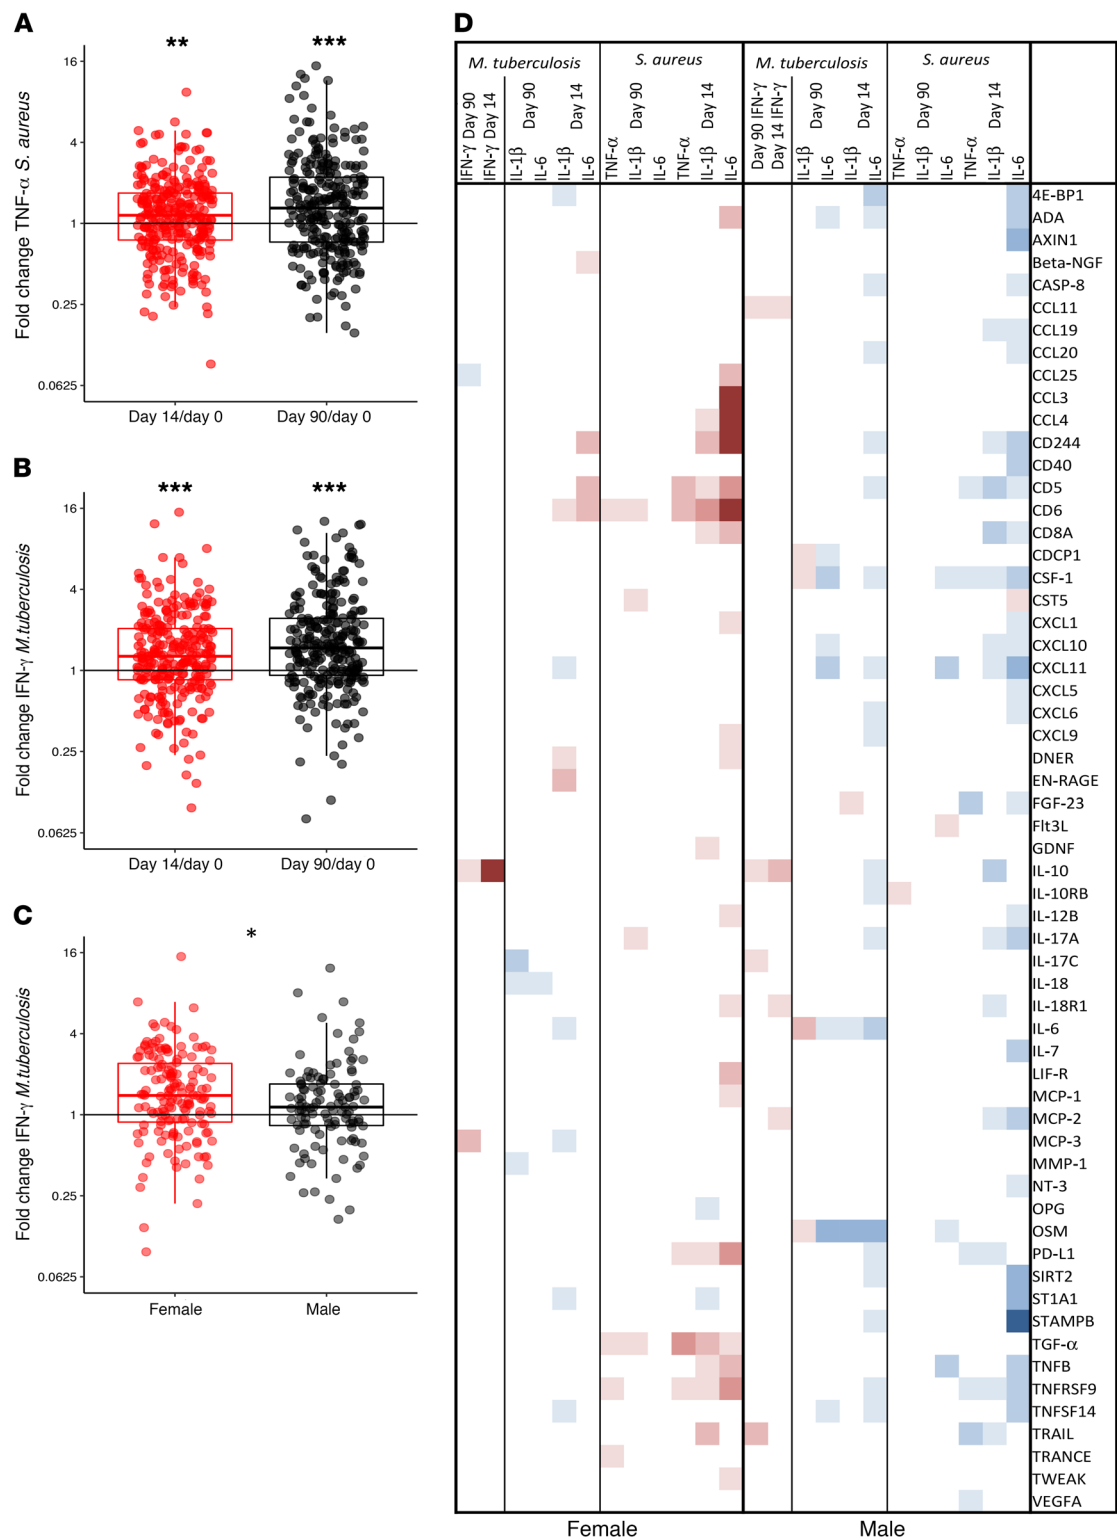 A
** ***
16
4
1
0.25
0.0625
Fold change TNF-α S. aureus
Day 14/day 0 Day 90/day 0
B
*** ***
16
4
1
0.25
0.0625
Fold change IFN-γ M.tuberculosis
Day 14/day 0 Day 90/day 0
C
*
16
4
1
0.25
0.0625
Fold change IFN-γ M.tuberculosis
Female Male
D
M. tuberculosis S. aureus M. tuberculosis S. aureus
IFN-γ Day 90
IFN-γ Day 14
Day 90
IL-1β
IL-6
Day 14
IL-1β
IL-6
Day 90
TNF-α
IL-1β
IL-6
Day 14
TNF-α
IL-1β
IL-6
Day 90 IFN-γ
Day 14 IFN-γ
Day 90
IL-1β
IL-6
Day 14
IL-1β
IL-6
Day 90
TNF-α
IL-1β
IL-6
Day 14
TNF-α
IL-1β
IL-6
4E-BP1
ADA
AXIN1
Beta-NGF
CASP-8
CCL11
CCL19
CCL20
CCL25
CCL3
CCL4
CD244
CD40
CD5
CD6
CD8A
CDCP1
CSF-1
CST5
CXCL1
CXCL10
CXCL11
CXCL5
CXCL6
CXCL9
DNER
EN-RAGE
FGF-23
Flt3L
GDNF
IL-10
IL-10RB
IL-12B
IL-17A
IL-17C
IL-18
IL-18R1
IL-6
IL-7
LIF-R
MCP-1
MCP-2
MCP-3
MMP-1
NT-3
OPG
OSM
PD-L1
SIRT2
ST1A1
STAMPB
TGF-α
TNFB
TNFRSF9
TNFSF14
TRAIL
TRANCE
TWEAK
VEGFA
Female Male